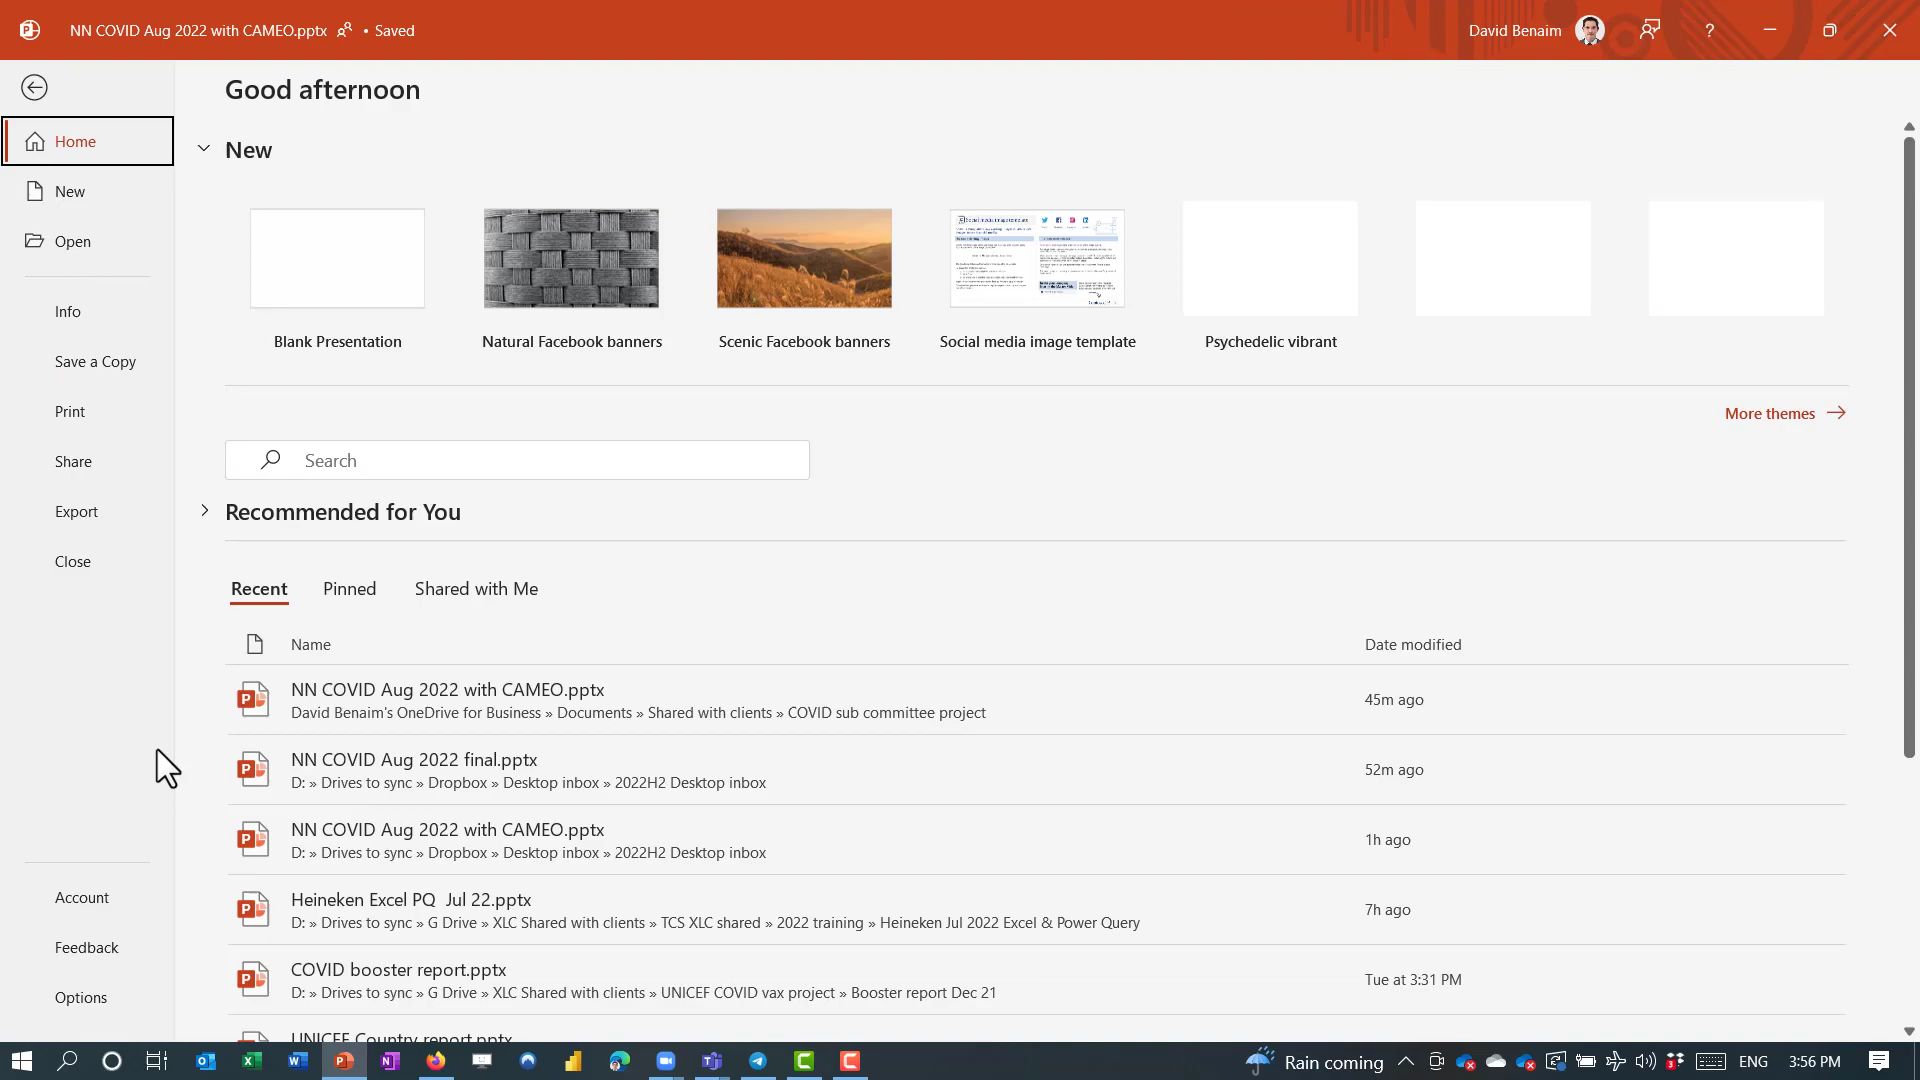 NN COVID Aug 2022 with CAMEO.pptx • Saved
David Benaim
?
Good afternoon
Home
New
Open
Info
Save a Copy
Print
Share
Export
Close
Account
Feedback
Options
New
Social media image template
Blank Presentation
Natural Facebook banners
Scenic Facebook banners
Social media image template
Psychedelic vibrant
More themes
Search
Recommended for You
Recent
Pinned
Shared with Me
Name
Date modified
NN COVID Aug 2022 with CAMEO.pptx
David Benaim's OneDrive for Business » Documents » Shared with clients » COVID sub committee project
45m ago
NN COVID Aug 2022 final.pptx
D: » Drives to sync » Dropbox » Desktop inbox » 2022H2 Desktop inbox
52m ago
NN COVID Aug 2022 with CAMEO.pptx
D: » Drives to sync » Dropbox » Desktop inbox » 2022H2 Desktop inbox
1h ago
Heineken Excel PQ  Jul 22.pptx
D: » Drives to sync » G Drive » XLC Shared with clients » TCS XLC shared » 2022 training » Heineken Jul 2022 Excel & Power Query
7h ago
COVID booster report.pptx
D: » Drives to sync » G Drive » XLC Shared with clients » UNICEF COVID vax project » Booster report Dec 21
Tue at 3:31 PM
UNICEF Country report.pptx
Rain coming
ENG
3:56 PM